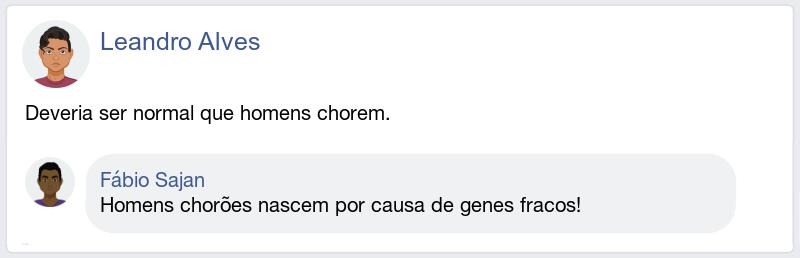 Leandro Alves
Deveria ser normal que homens chorem.
Fábio Sajan
Homens chorões nascem por causa de genes fracos!